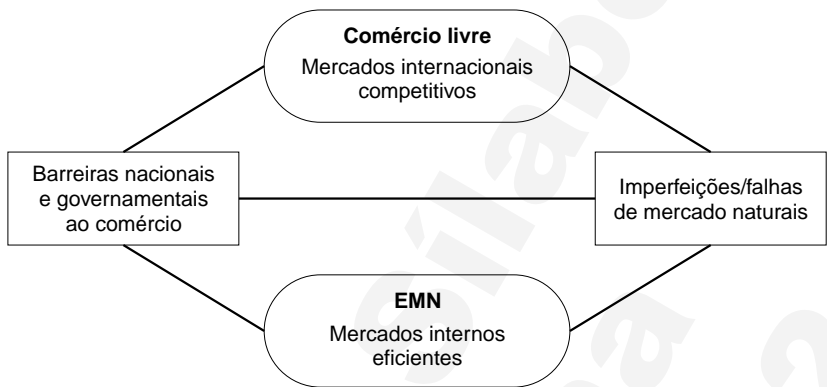 Comércio livre
Mercados internacionais
competitivos
Barreiras nacionais
e governamentais
ao comércio
Imperfeições/falhas
de mercado naturais
EMN
Mercados internos
eficientes